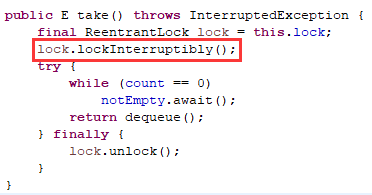 public E take() throws InterruptedException {
    final ReentrantLock lock = this.lock;
    lock.lockInterruptibly();
    try {
        while (count == 0)
            notEmpty.await();
        return dequeue();
    } finally {
        lock.unlock();
    }
}